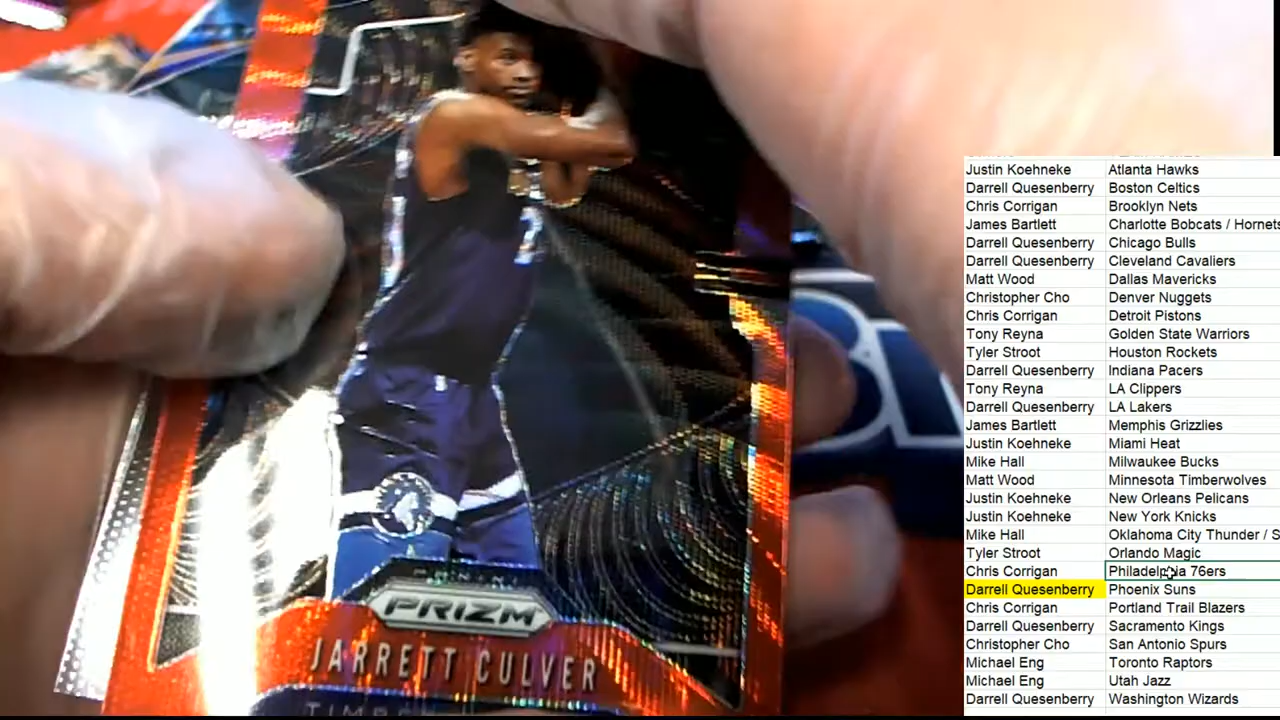 PANINI
PRIZM
JARRETT CULVER
Justin Koehneke Atlanta Hawks
Darrell Quesenberry Boston Celtics
Chris Corrigan Brooklyn Nets
James Bartlett Charlotte Bobcats / Hornets
Darrell Quesenberry Chicago Bulls
Darrell Quesenberry Cleveland Cavaliers
Matt Wood Dallas Mavericks
Christopher Cho Denver Nuggets
Chris Corrigan Detroit Pistons
Tony Reyna Golden State Warriors
Tyler Stroot Houston Rockets
Darrell Quesenberry Indiana Pacers
Tony Reyna LA Clippers
Darrell Quesenberry LA Lakers
James Bartlett Memphis Grizzlies
Justin Koehneke Miami Heat
Mike Hall Milwaukee Bucks
Matt Wood Minnesota Timberwolves
Justin Koehneke New Orleans Pelicans
Justin Koehneke New York Knicks
Mike Hall Oklahoma City Thunder / S
Tyler Stroot Orlando Magic
Chris Corrigan Philadelphia 76ers
Darrell Quesenberry Phoenix Suns
Chris Corrigan Portland Trail Blazers
Darrell Quesenberry Sacramento Kings
Christopher Cho San Antonio Spurs
Michael Eng Toronto Raptors
Michael Eng Utah Jazz
Darrell Quesenberry Washington Wizards